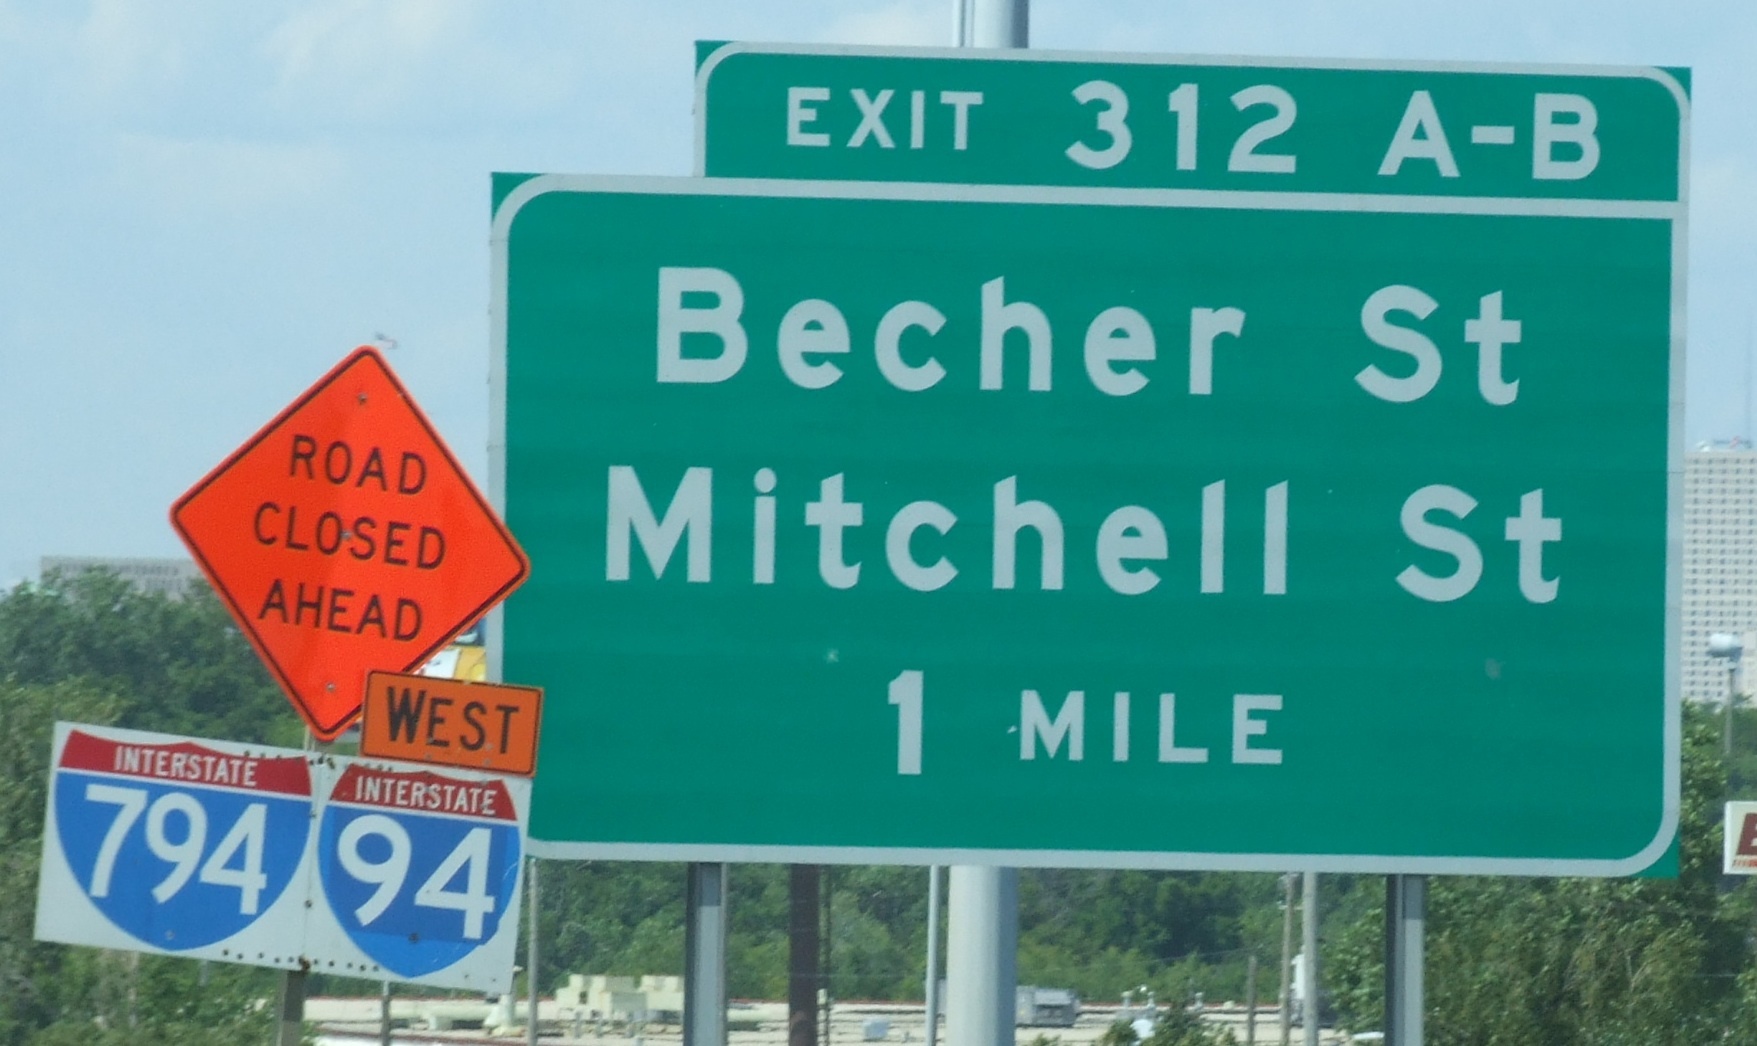 EXIT 312 A-B
Becher St
Mitchell St
1 MILE
ROAD
CLOSED
AHEAD
WEST
INTERSTATE
794
INTERSTATE
94